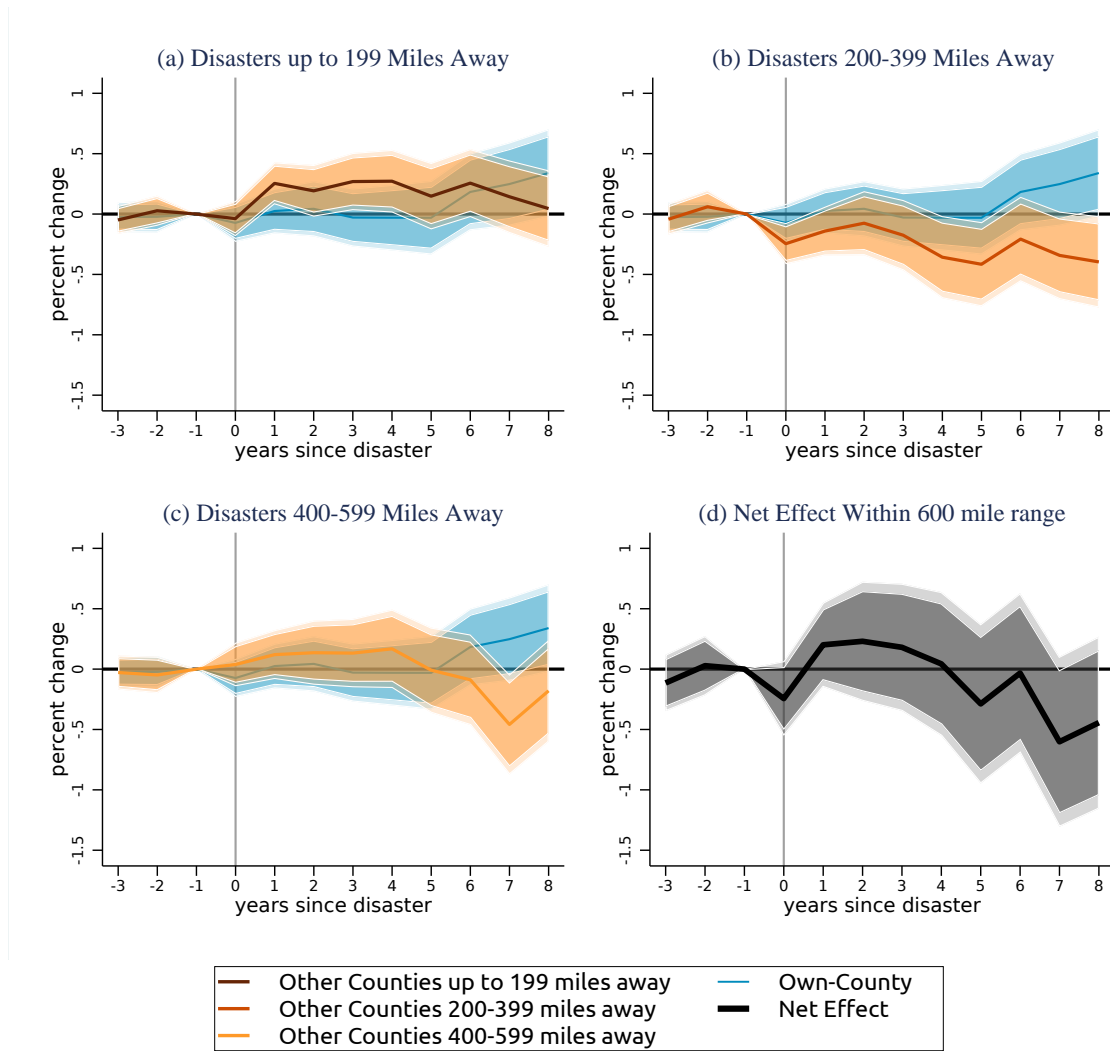 (a) Disasters up to 199 Miles Away
percent change
1
.5
0
-.5
-1
-1.5
-3 -2 -1 0 1 2 3 4 5 6 7 8
years since disaster
(b) Disasters 200-399 Miles Away
percent change
1
.5
0
-.5
-1
-1.5
-3 -2 -1 0 1 2 3 4 5 6 7 8
years since disaster
(c) Disasters 400-599 Miles Away
percent change
1
.5
0
-.5
-1
-1.5
-3 -2 -1 0 1 2 3 4 5 6 7 8
years since disaster
(d) Net Effect Within 600 mile range
percent change
1
.5
0
-.5
-1
-1.5
-3 -2 -1 0 1 2 3 4 5 6 7 8
years since disaster
Other Counties up to 199 miles away
Other Counties 200-399 miles away
Other Counties 400-599 miles away
Own-County
Net Effect